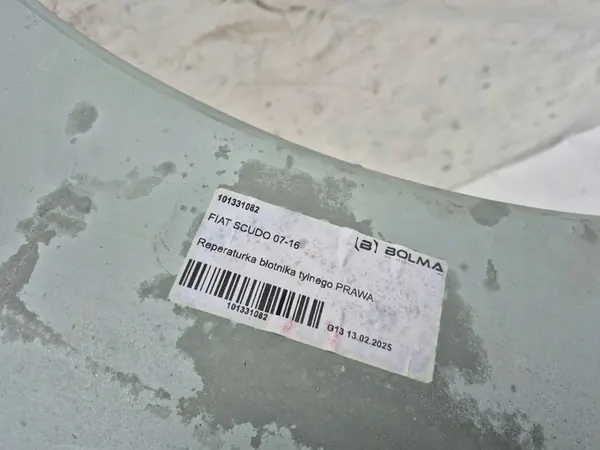 101331082
FIAT SCUDO 07-16
B BOLMA
Reperaturka błotnika tylnego PRAWA
101331082
G13 13.02.2025